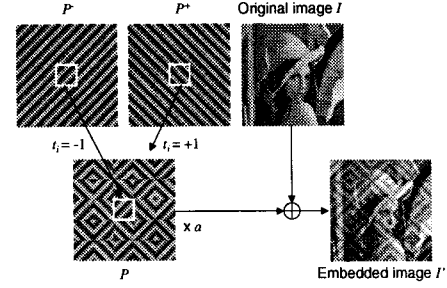 P⁻ P⁺ Original image I
tᵢ = -1 tᵢ = +1
x a
P
Embedded image I'